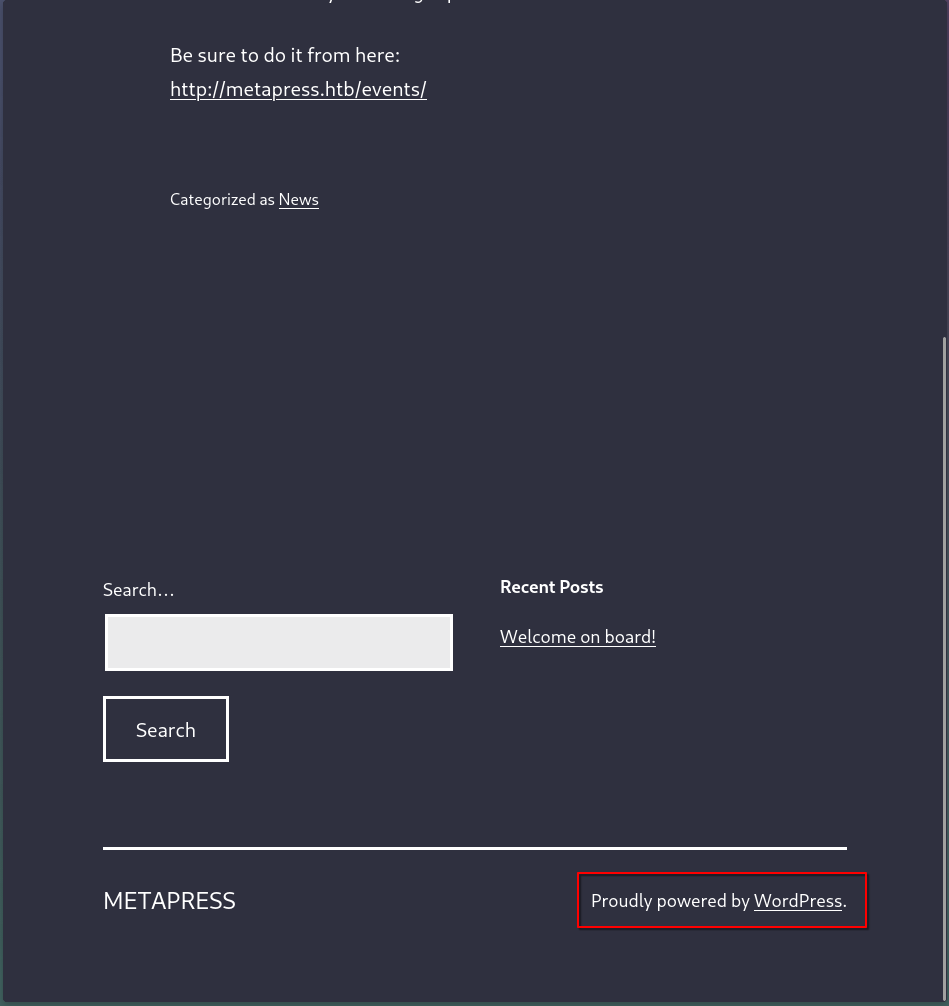 Be sure to do it from here:
http://metapress.htb/events/
Categorized as News
Search…
Recent Posts
Welcome on board!
Search
METAPRESS
Proudly powered by WordPress.